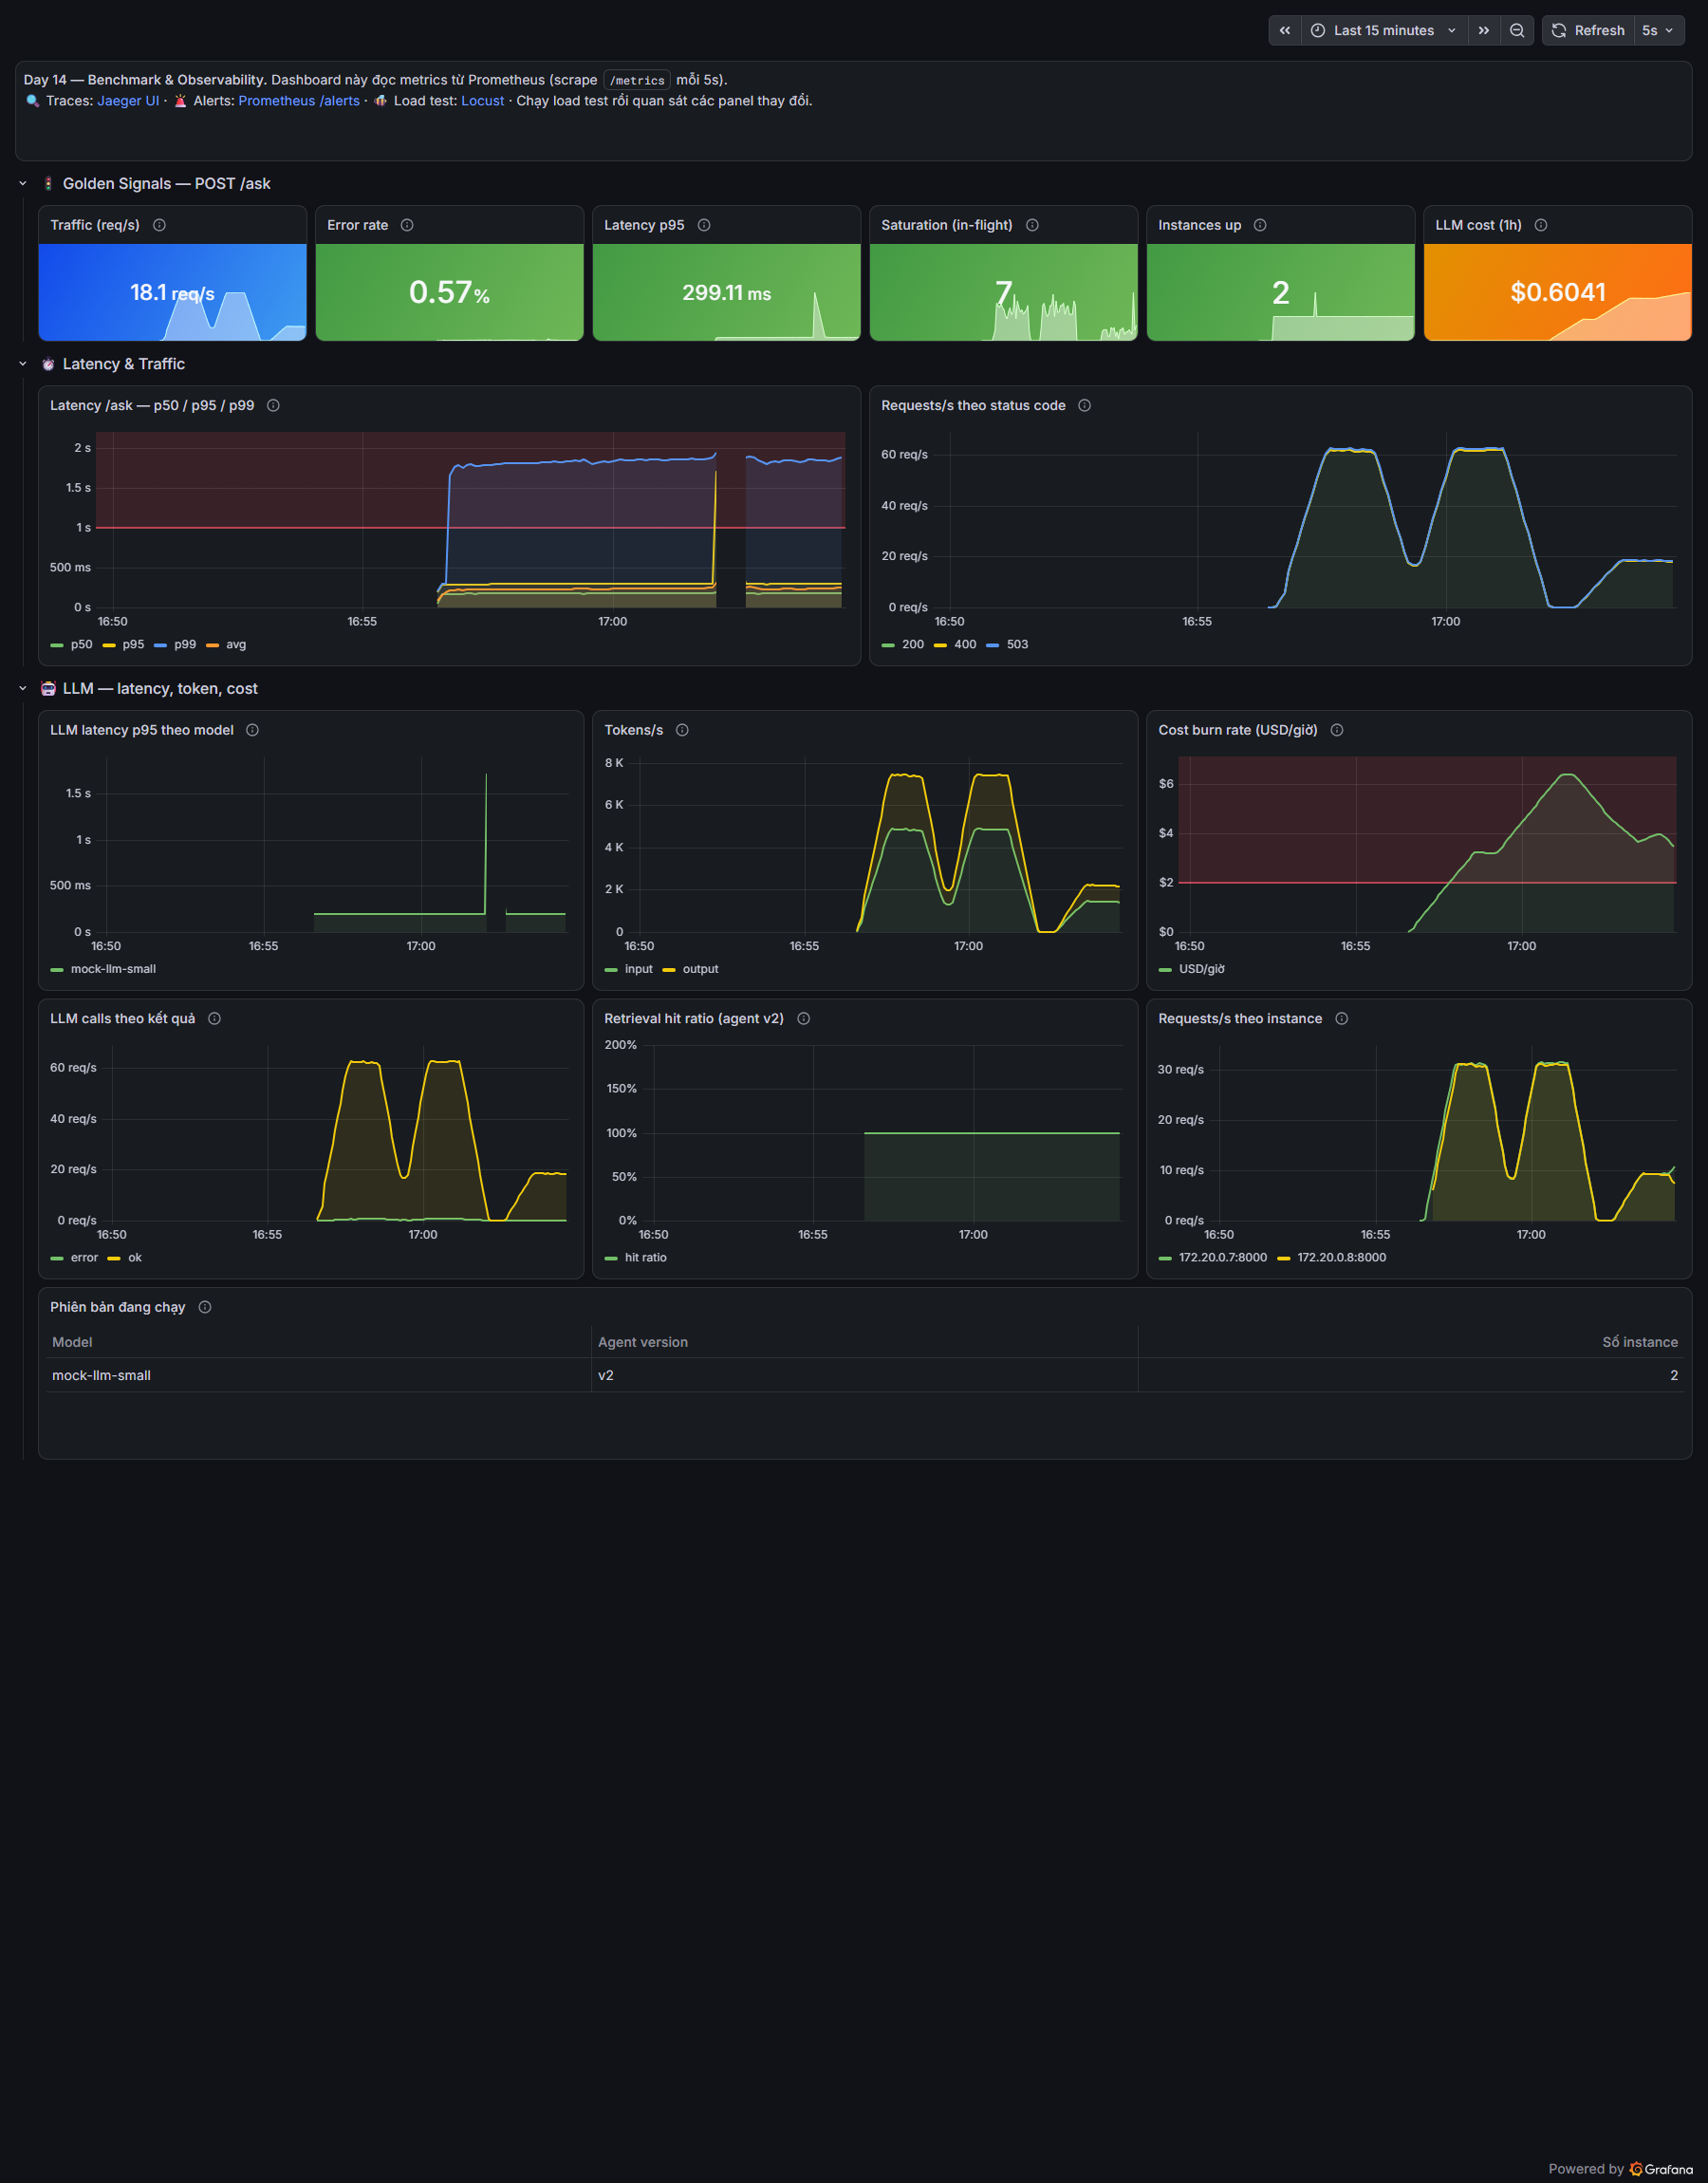 Last 15 minutes Refresh 5s
Day 14 — Benchmark & Observability. Dashboard này đọc metrics từ Prometheus (scrape /metrics mỗi 5s).
Traces: Jaeger UI · Alerts: Prometheus /alerts · Load test: Locust · Chạy load test rồi quan sát các panel thay đổi.
Golden Signals — POST /ask
Traffic (req/s)
18.1 req/s
Error rate
0.57%
Latency p95
299.11 ms
Saturation (in-flight)
7
Instances up
2
LLM cost (1h)
$0.6041
Latency & Traffic
Latency /ask — p50 / p95 / p99
2 s
1.5 s
1 s
500 ms
0 s
16:50 16:55 17:00
p50 p95 p99 avg
Requests/s theo status code
60 req/s
40 req/s
20 req/s
0 req/s
16:50 16:55 17:00
200 400 503
LLM — latency, token, cost
LLM latency p95 theo model
1.5 s
1 s
500 ms
0 s
16:50 16:55 17:00
mock-llm-small
Tokens/s
8 K
6 K
4 K
2 K
0
16:50 16:55 17:00
input output
Cost burn rate (USD/giờ)
$6
$4
$2
$0
16:50 16:55 17:00
USD/giờ
LLM calls theo kết quả
60 req/s
40 req/s
20 req/s
0 req/s
16:50 16:55 17:00
error ok
Retrieval hit ratio (agent v2)
200%
150%
100%
50%
0%
16:50 16:55 17:00
hit ratio
Requests/s theo instance
30 req/s
20 req/s
10 req/s
0 req/s
16:50 16:55 17:00
172.20.0.7:8000 172.20.0.8:8000
Phiên bản đang chạy
Model Agent version Số instance
mock-llm-small v2 2
Powered by Grafana